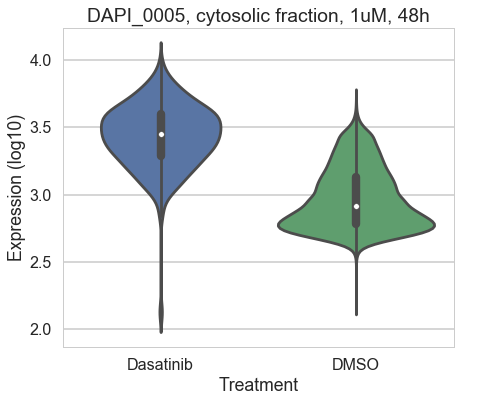 DAPI_0005, cytosolic fraction, 1uM, 48h
Expression (log10)
4.0
3.5
3.0
2.5
2.0
Dasatinib DMSO
Treatment